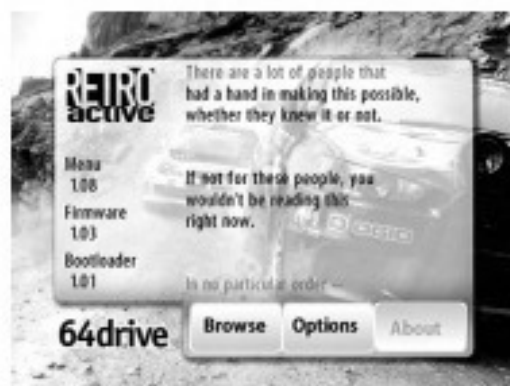 RETRO
active
There are a lot of people that
had a hand in making this possible,
whether they knew it or not.
Menu
1.08
Firmware
1.03
Bootloader
1.01
If not for these people, you
wouldn't be reading this
right now.
In no particular order --
64drive
Browse
Options
About